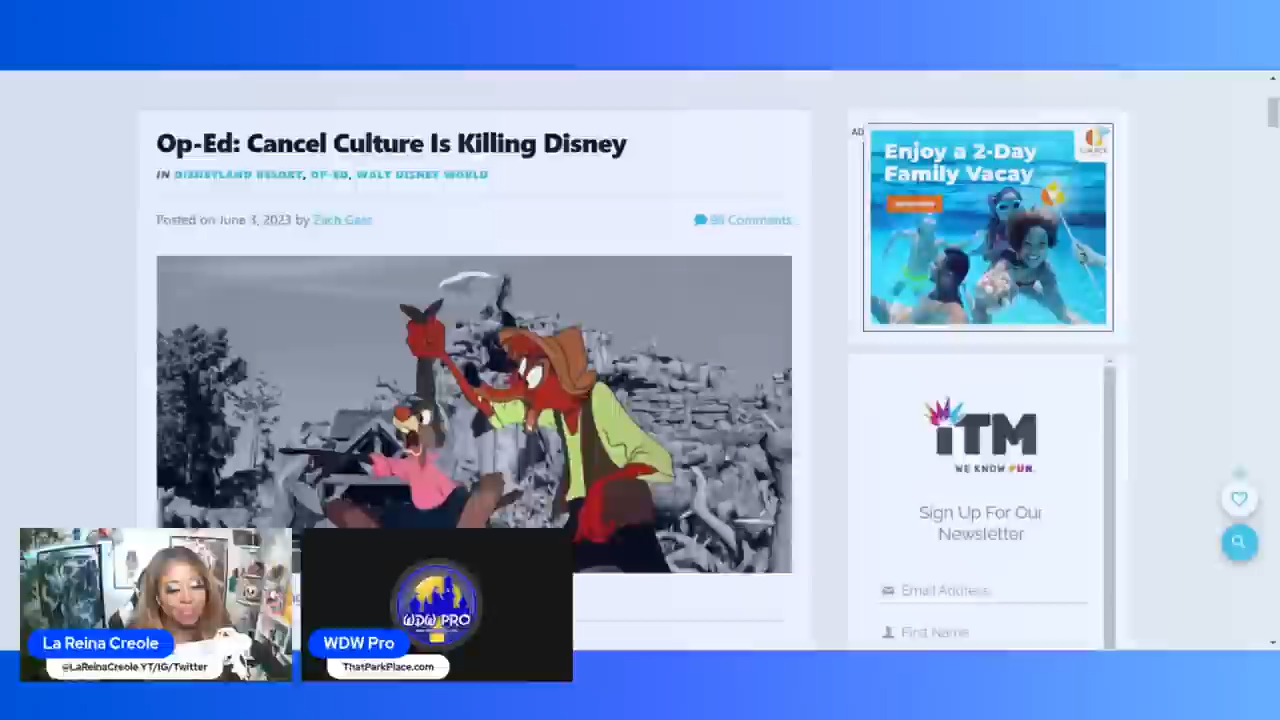 Op-Ed: Cancel Culture Is Killing Disney
IN DISNEYLAND RESORT, OP-ED, WALT DISNEY WORLD
Posted on June 3, 2023 by Zach
Comments
AD
Enjoy a 2-Day
Family Vacay
iTM
WE KNOW FUN
Sign Up For Our
Newsletter
Email Address
First Name
WDW PRO
La Reina Creole
@LaReinaCreole YT/IG/Twitter
WDW Pro
ThatParkPlace.com